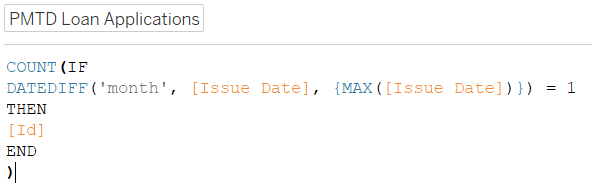 PMTD Loan Applications
COUNT(IF
DATEDIFF('month', [Issue Date], {MAX([Issue Date])}) = 1
THEN
[Id]
END
)